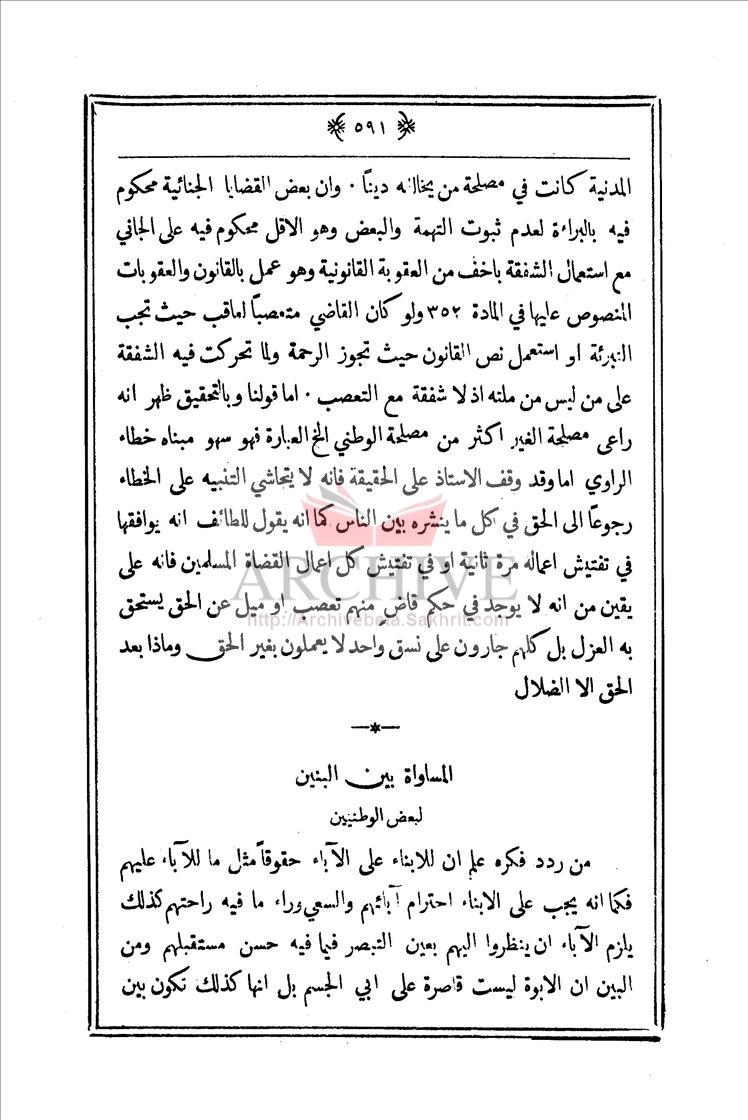 ﴿ ٥٩١ ﴾
المدنية كانت في مصلحة من يخالفه ديناً . وان بعض القضايا الجنائية محكوم
فيه بالبراءة لعدم ثبوت التهمة والبعض وهو الاقل محكوم فيه على الجاني
مع استعمال الشفقة باخف من العقوبة القانونية وهو عمل بالقانون والعقوبات
المنصوص عليها في المادة ٣٥٢ ولو كان القاضي متعصباً لعاقب حيث تجب
التبرئة او استعمل نص القانون حيث تجوز الرحمة ولما تحركت فيه الشفقة
على من ليس من ملته اذ لا شفقة مع التعصب . اما قولنا وبالتحقيق ظهر انه
راعى مصلحة الغير اكثر من مصلحة الوطني الخ العبارة فهو سهو مبناه خطاء
الراوي اما وقد وقف الاستاذ على الحقيقة فانه لا يتحاشي التنبيه على الخطاء
رجوعاً الى الحق في كل ما ينشره بين الناس كما انه يقول للطائف انه يوافقها
في تفتيش اعماله مرة ثانية او في تفتيش كل اعمال القضاة المسلمين فانه على
يقين من انه لا يوجد في حكم قاض منهم تعصب او ميل عن الحق يستحق
به العزل بل كلهم جارون على نسق واحد لا يعملون بغير الحق وماذا بعد
الحق الا الضلال
المساواة بين البنين
لبعض الوطنيين
من ردد فكره علم ان للابناء على الآباء حقوقاً مثل ما للآباء عليهم
فكما انه يجب على الابناء احترام آبائهم والسعي وراء ما فيه راحتهم كذلك
يلزم الآباء ان ينظروا اليهم بعين التبصر فيما فيه حسن مستقبلهم ومن
البين ان الابوة ليست قاصرة على ابي الجسم بل انها كذلك تكون بين
ARCHIVE
http://Archivebeta.Sakhrit.com